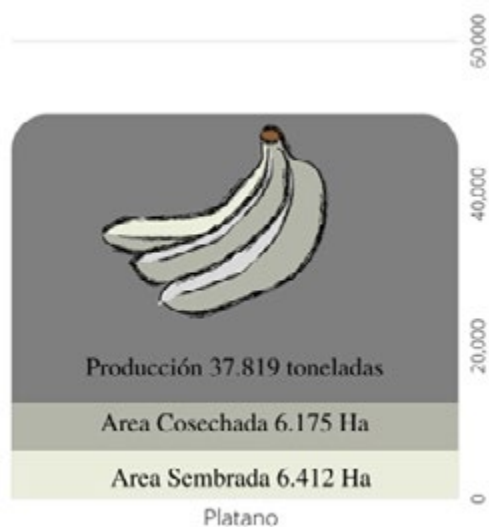 60,000
40,000
20,000
0
Producción 37.819 toneladas
Area Cosechada 6.175 Ha
Area Sembrada 6.412 Ha
Platano